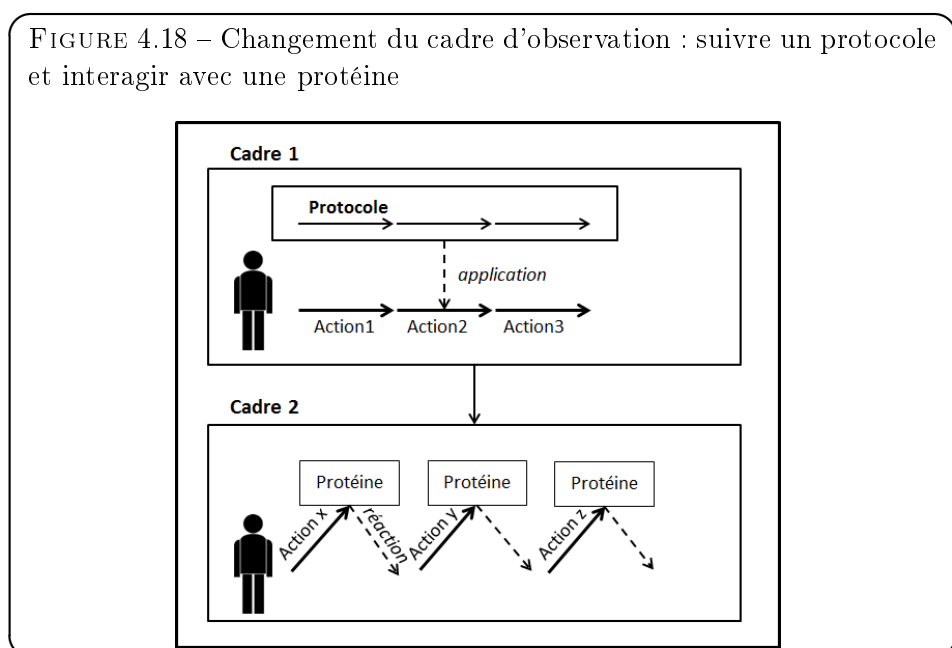 FIGURE 4.18 – Changement du cadre d'observation : suivre un protocole
et interagir avec une protéine
Cadre 1
Protocole
application
Action1 Action2 Action3
Cadre 2
Protéine Protéine Protéine
Action x réaction Action y Action z